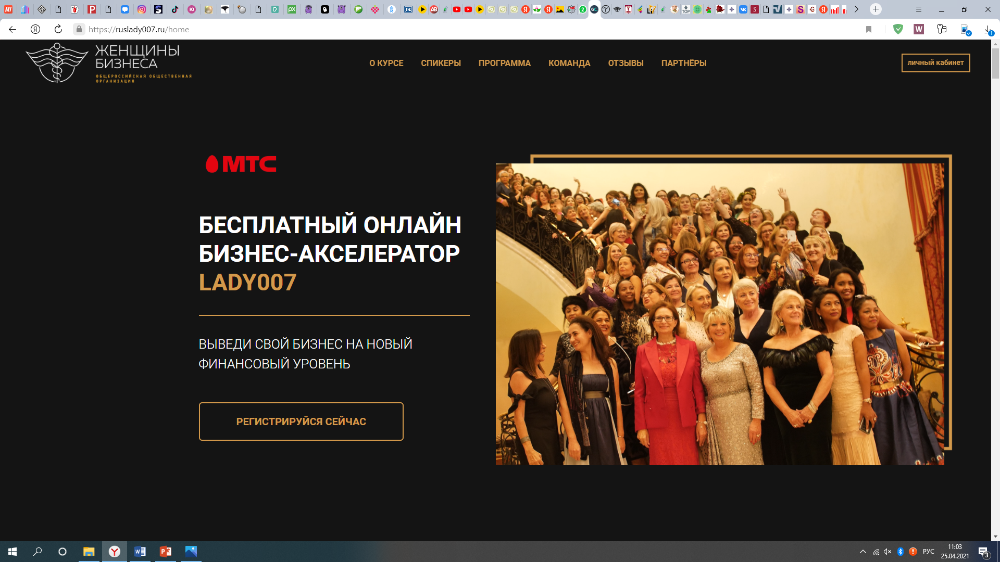 https://ruslady007.ru/home
ЖЕНЩИНЫ
БИЗНЕСА
ОБЩЕРОССИЙСКАЯ ОБЩЕСТВЕННАЯ
ОРГАНИЗАЦИЯ
О КУРСЕ СПИКЕРЫ ПРОГРАММА КОМАНДА ОТЗЫВЫ ПАРТНЁРЫ
личный кабинет
МТС
БЕСПЛАТНЫЙ ОНЛАЙН
БИЗНЕС-АКСЕЛЕРАТОР
LADY007
ВЫВЕДИ СВОЙ БИЗНЕС НА НОВЫЙ
ФИНАНСОВЫЙ УРОВЕНЬ
РЕГИСТРИРУЙСЯ СЕЙЧАС
РУС
11:03
25.04.2021
3